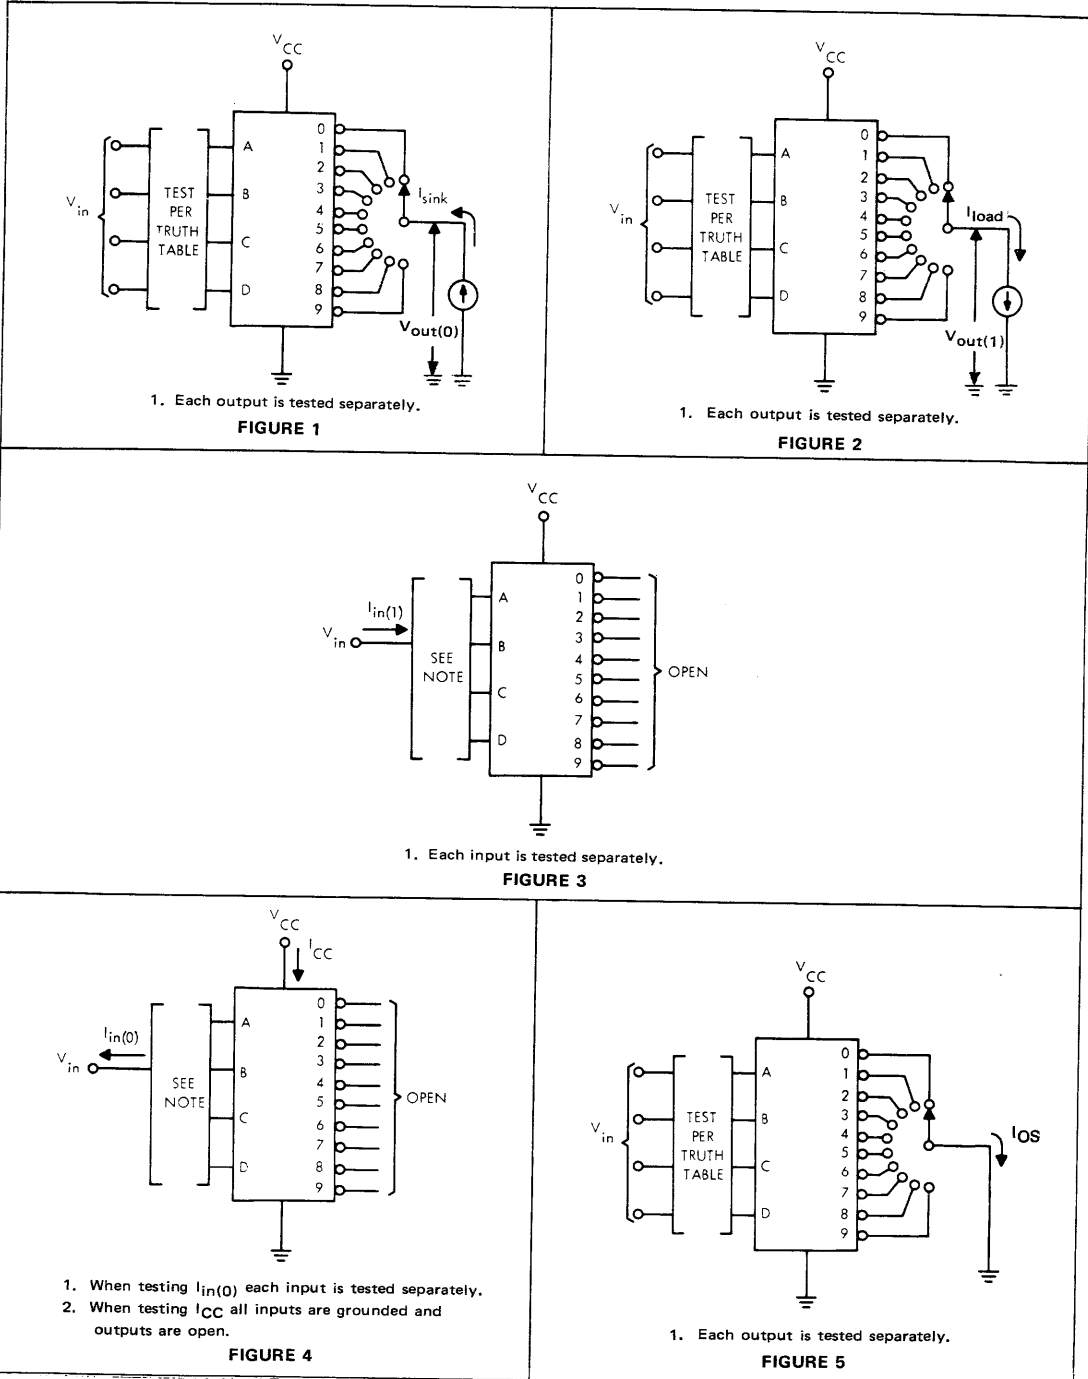 VCC
0
1
2
3
4
5
6
7
8
9
A
B
C
D
Vin
TEST
PER
TRUTH
TABLE
Isink
Vout(0)
1. Each output is tested separately.
FIGURE 1
VCC
0
1
2
3
4
5
6
7
8
9
A
B
C
D
Vin
TEST
PER
TRUTH
TABLE
Iload
Vout(1)
1. Each output is tested separately.
FIGURE 2
VCC
0
1
2
3
4
5
6
7
8
9
A
B
C
D
Iin(1)
Vin
SEE
NOTE
OPEN
1. Each input is tested separately.
FIGURE 3
VCC
ICC
0
1
2
3
4
5
6
7
8
9
A
B
C
D
Iin(0)
Vin
SEE
NOTE
OPEN
1. When testing Iin(0) each input is tested separately.
2. When testing ICC all inputs are grounded and
outputs are open.
FIGURE 4
VCC
0
1
2
3
4
5
6
7
8
9
A
B
C
D
Vin
TEST
PER
TRUTH
TABLE
IOS
1. Each output is tested separately.
FIGURE 5